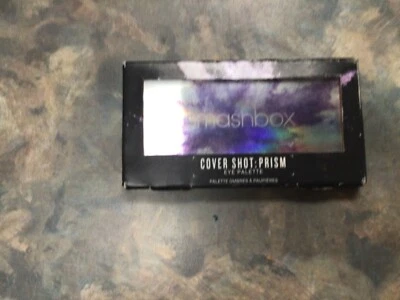 smashbox
COVER SHOT: PRISM
EYE PALETTE
PALETTE OMBRES À PAUPIÈRES